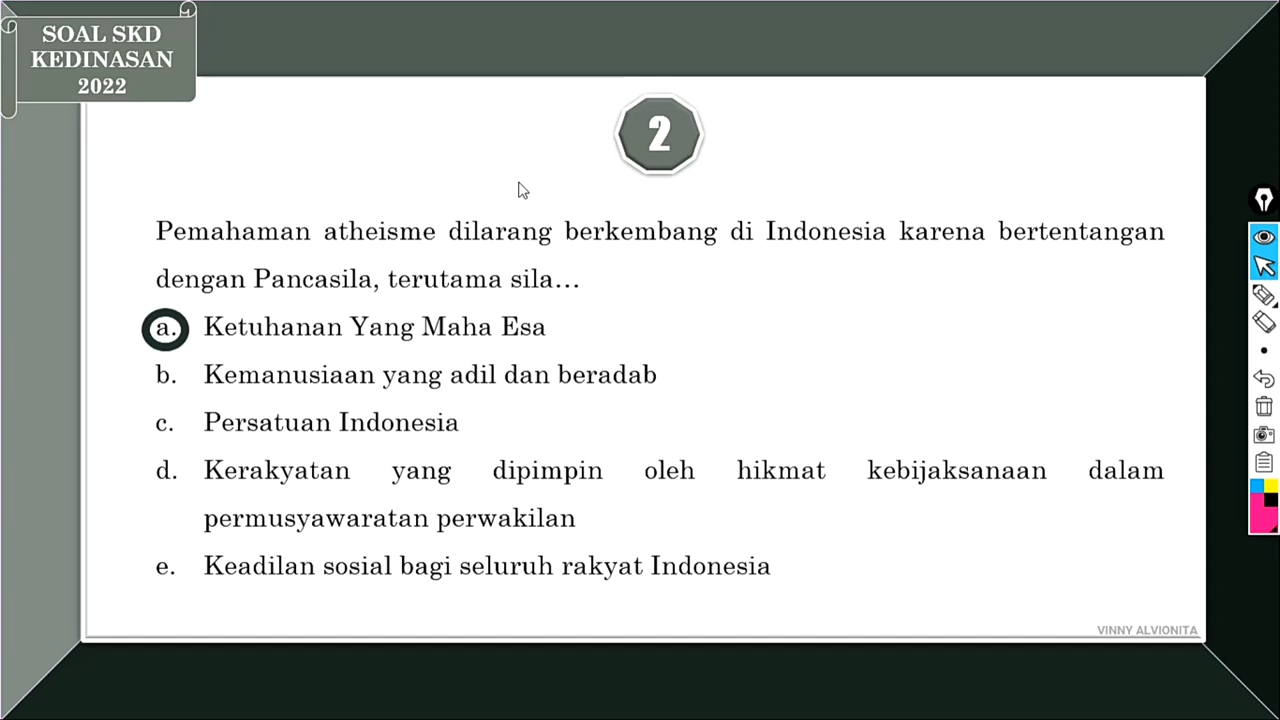 SOAL SKD
KEDINASAN
2022
2
Pemahaman atheisme dilarang berkembang di Indonesia karena bertentangan
dengan Pancasila, terutama sila...
a. Ketuhanan Yang Maha Esa
b. Kemanusiaan yang adil dan beradab
c. Persatuan Indonesia
d. Kerakyatan yang dipimpin oleh hikmat kebijaksanaan dalam
permusyawaratan perwakilan
e. Keadilan sosial bagi seluruh rakyat Indonesia
VINNY ALVIONITA